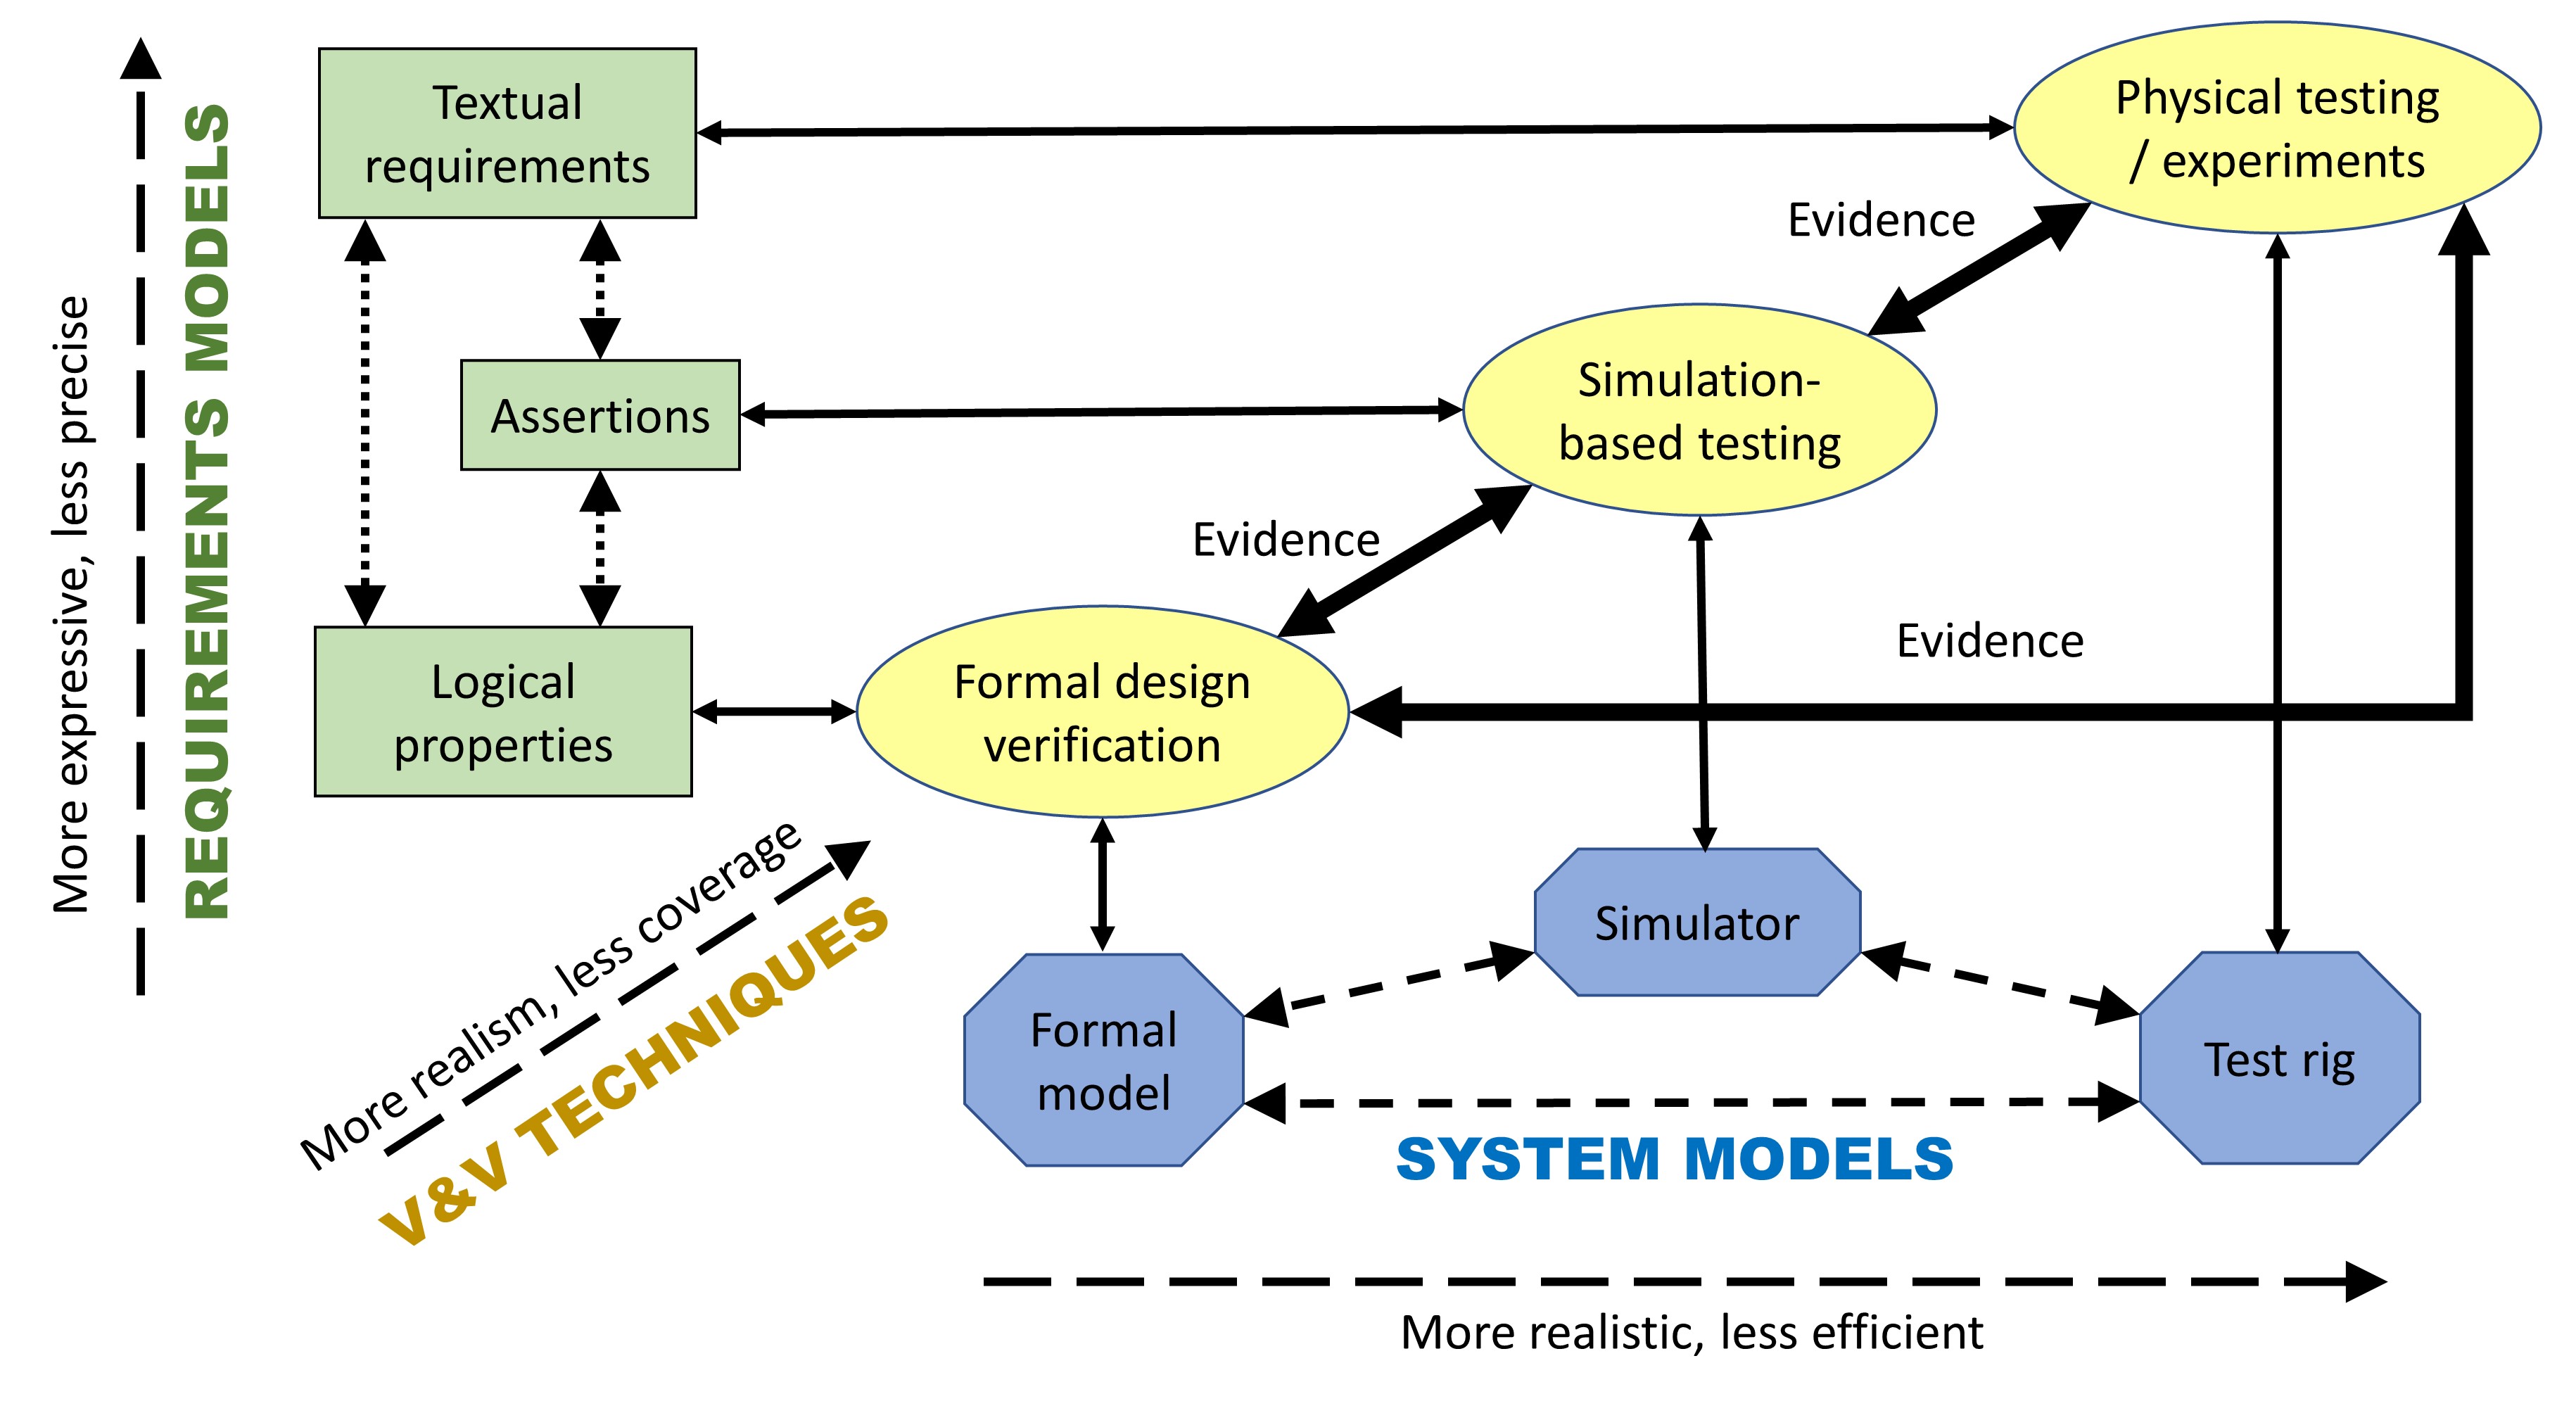 Textual
requirements
Physical testing
/ experiments
Evidence
Simulation-
based testing
Assertions
Evidence
Evidence
Logical
properties
Formal design
verification
More expressive, less precise
REQUIREMENTS MODELS
More realism, less coverage
V&V TECHNIQUES
Simulator
Formal
model
Test rig
SYSTEM MODELS
More realistic, less efficient